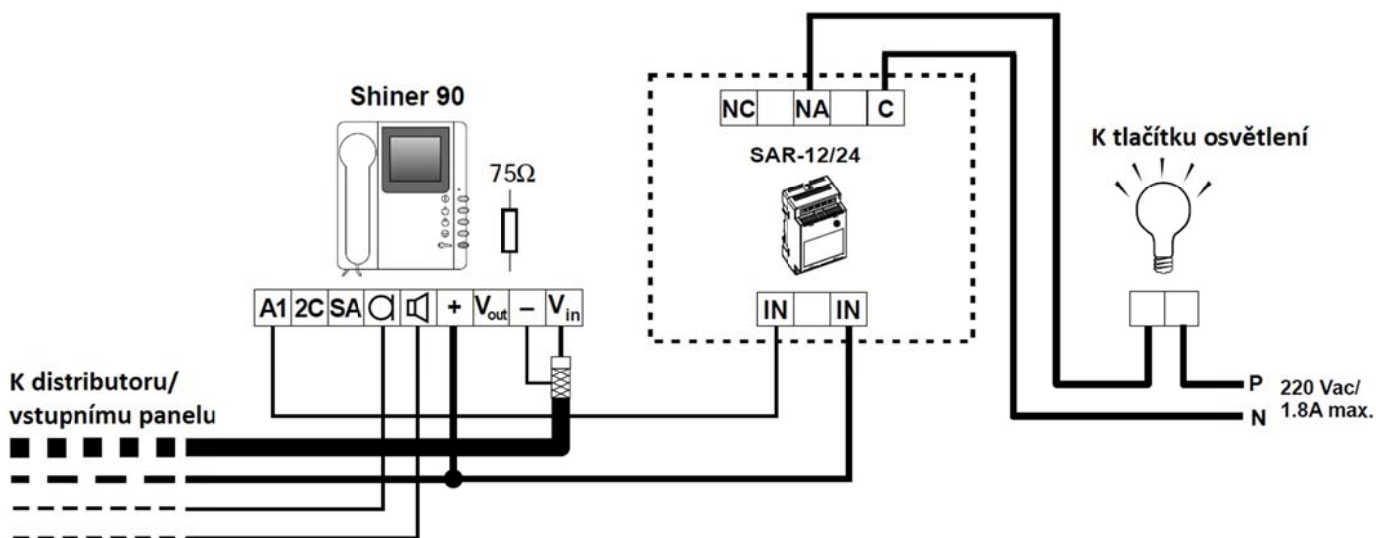 Shiner 90
75Ω
A1 2C SA + Vout – Vin
NC NA C
SAR-12/24
IN IN
K tlačítku osvětlení
P
N
220 Vac/
1.8A max.
K distributoru/
vstupnímu panelu